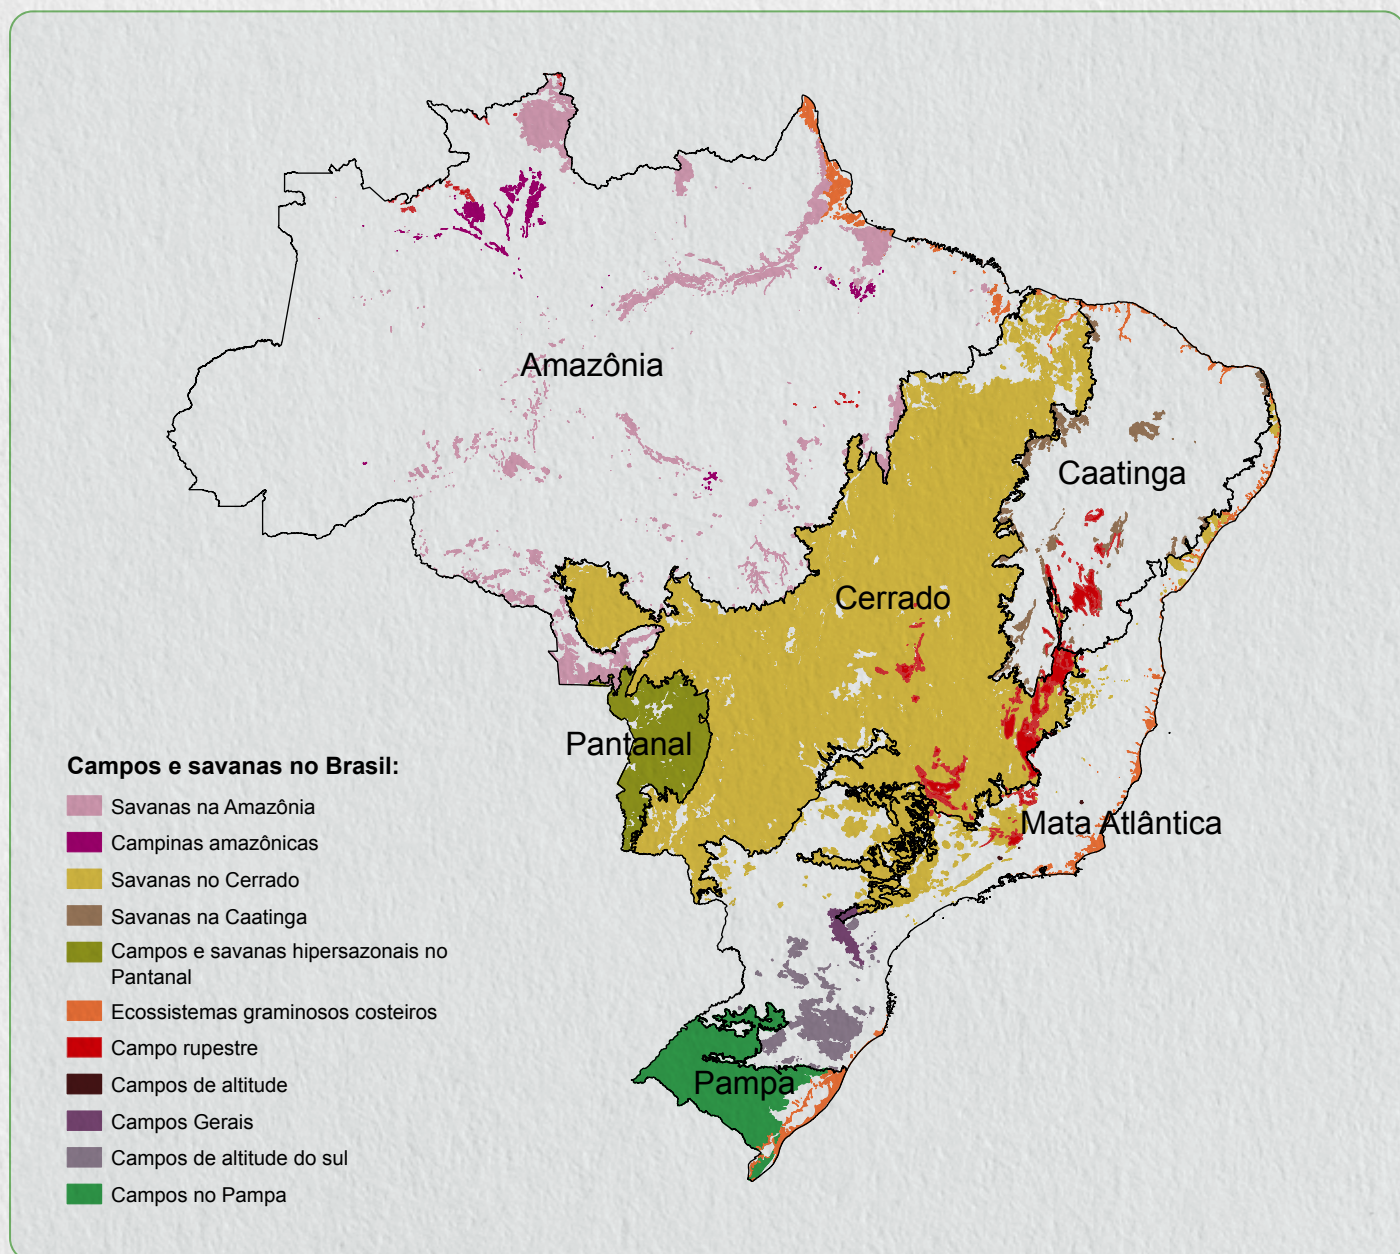 Amazônia
Caatinga
Cerrado
Pantanal
Mata Atlântica
Pampa
Campos e savanas no Brasil:
Savanas na Amazônia
Campinas amazônicas
Savanas no Cerrado
Savanas na Caatinga
Campos e savanas hipersazonais no
Pantanal
Ecossistemas graminosos costeiros
Campo rupestre
Campos de altitude
Campos Gerais
Campos de altitude do sul
Campos no Pampa